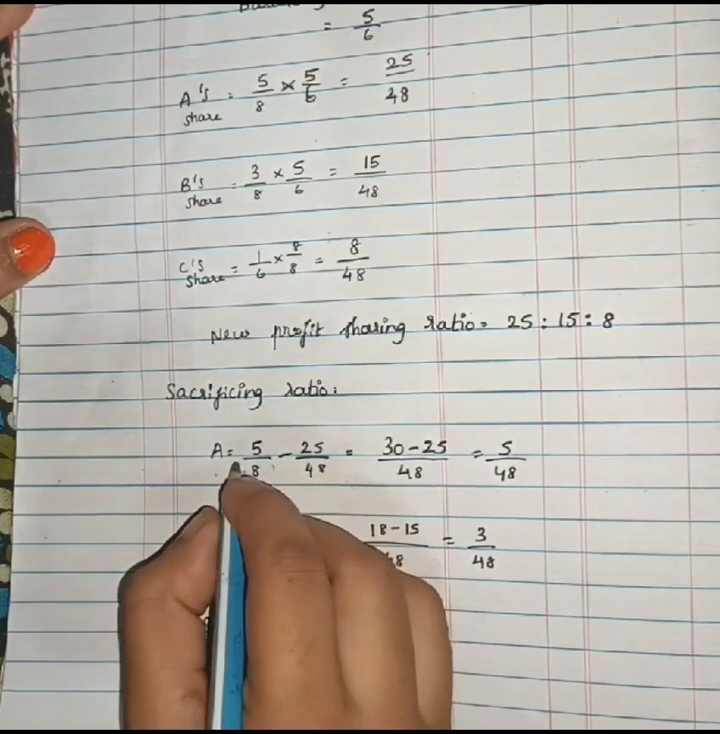 = 5/6
A's share = 5/8 × 5/6 = 25/48
B's share = 3/8 × 5/6 = 15/48
C's share = 1/6 × 8/8 = 8/48
New profit sharing ratio = 25 : 15 : 8
Sacrificing ratio:
A = 5/8 - 25/48 = 30-25/48 = 5/48
18-15/48 = 3/48